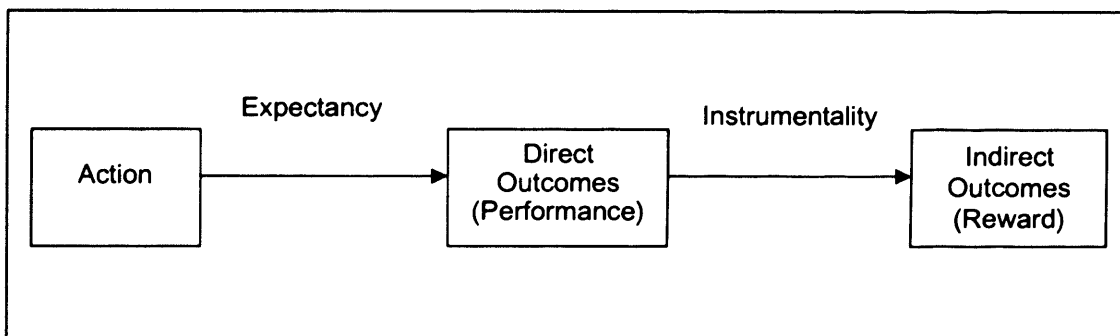 Expectancy
Instrumentality
Action
Direct
Outcomes
(Performance)
Indirect
Outcomes
(Reward)